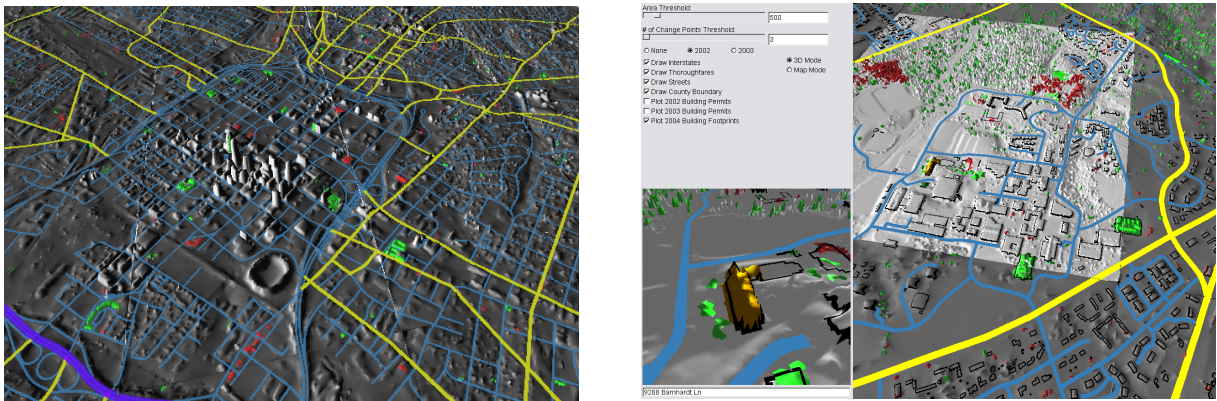 Area Threshold:
500
# of Change Points Threshold:
3
None 2002 2003
Draw Interstates
3D Mode
Draw Thoroughfares
Map Mode
Draw Streets
Draw County Boundary
Plot 2002 Building Permits
Plot 2003 Building Permits
Plot 2004 Building Footprints
9288 Barnhardt Ln